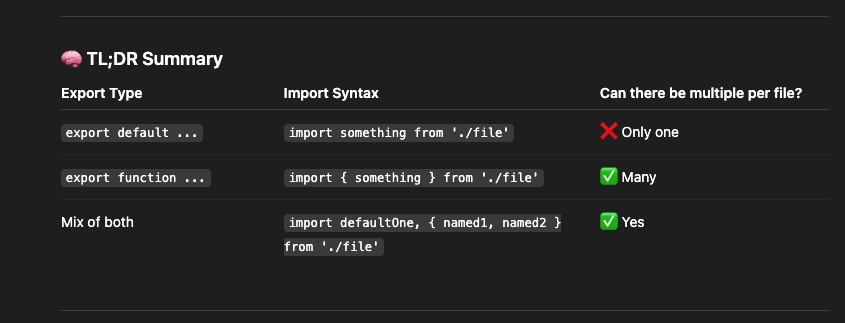 🧠 TL;DR Summary
Export Type Import Syntax Can there be multiple per file?
export default ... import something from './file' ❌ Only one
export function ... import { something } from './file' ✅ Many
Mix of both import defaultOne, { named1, named2 } ✅ Yes
from './file'